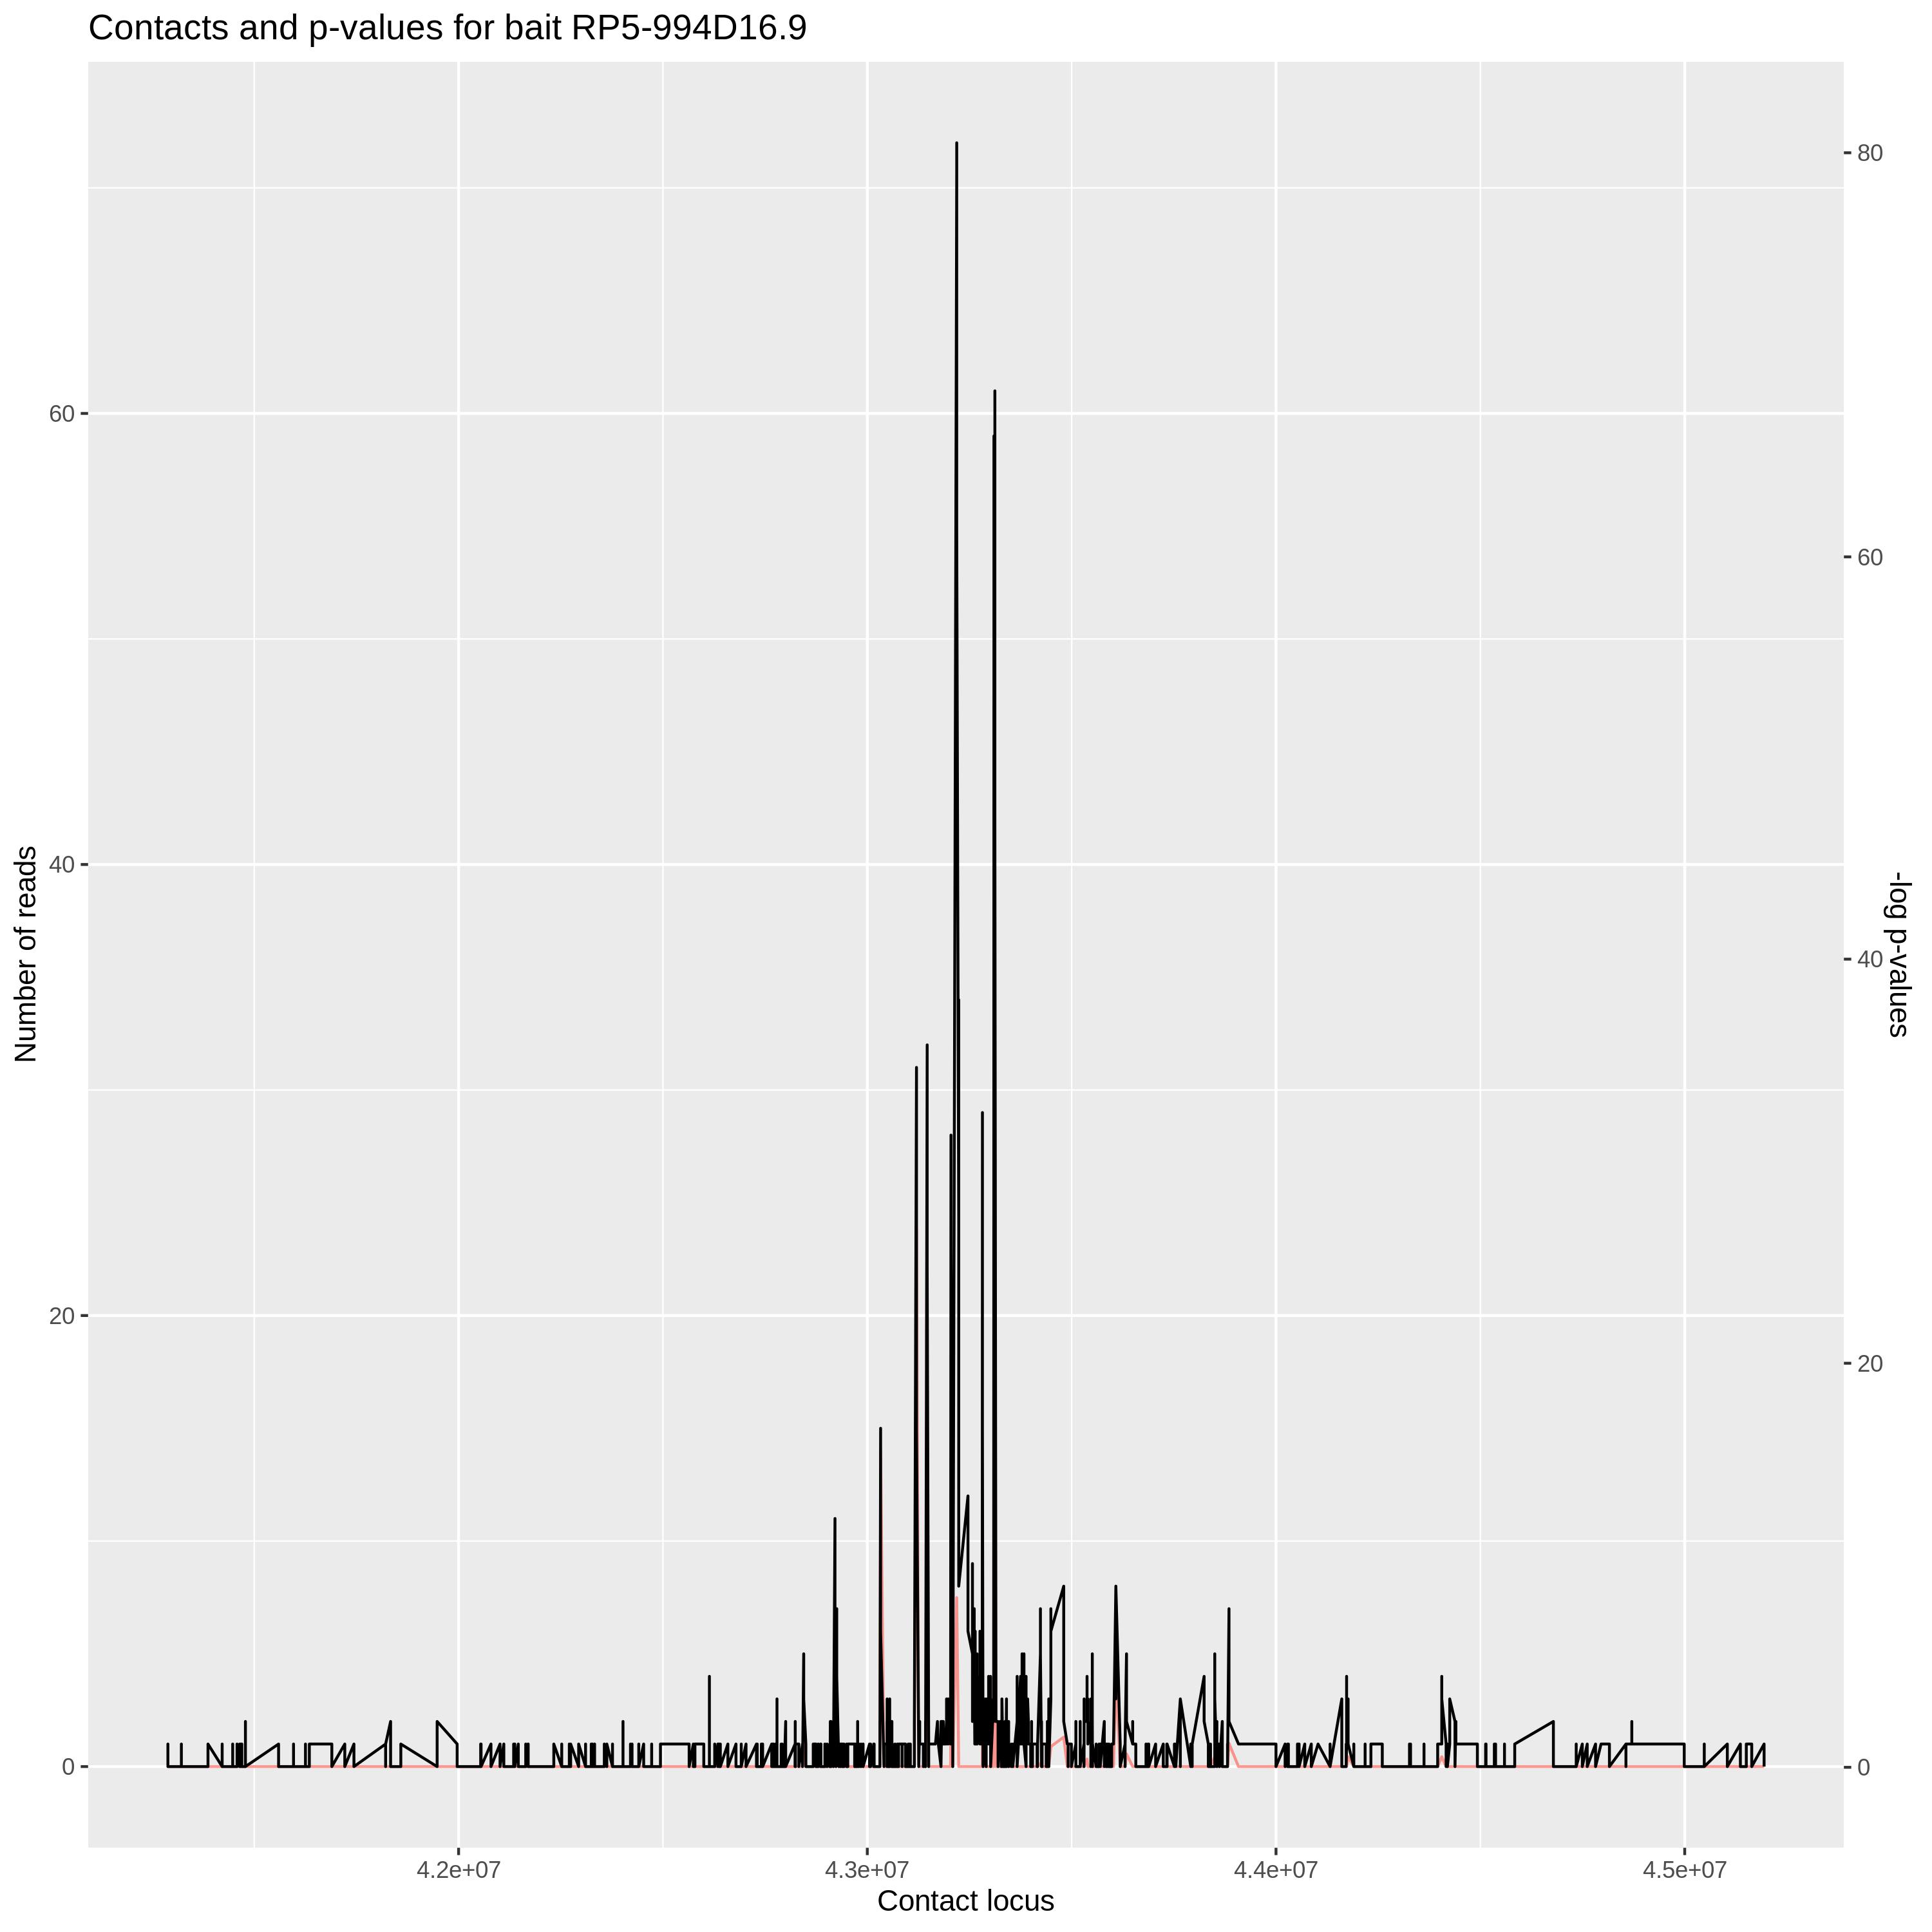 Contacts and p-values for bait RP5-994D16.9
Number of reads
60
40
20
0
80
60
40
20
0
-log p-values
4.2e+07
4.3e+07
4.4e+07
4.5e+07
Contact locus